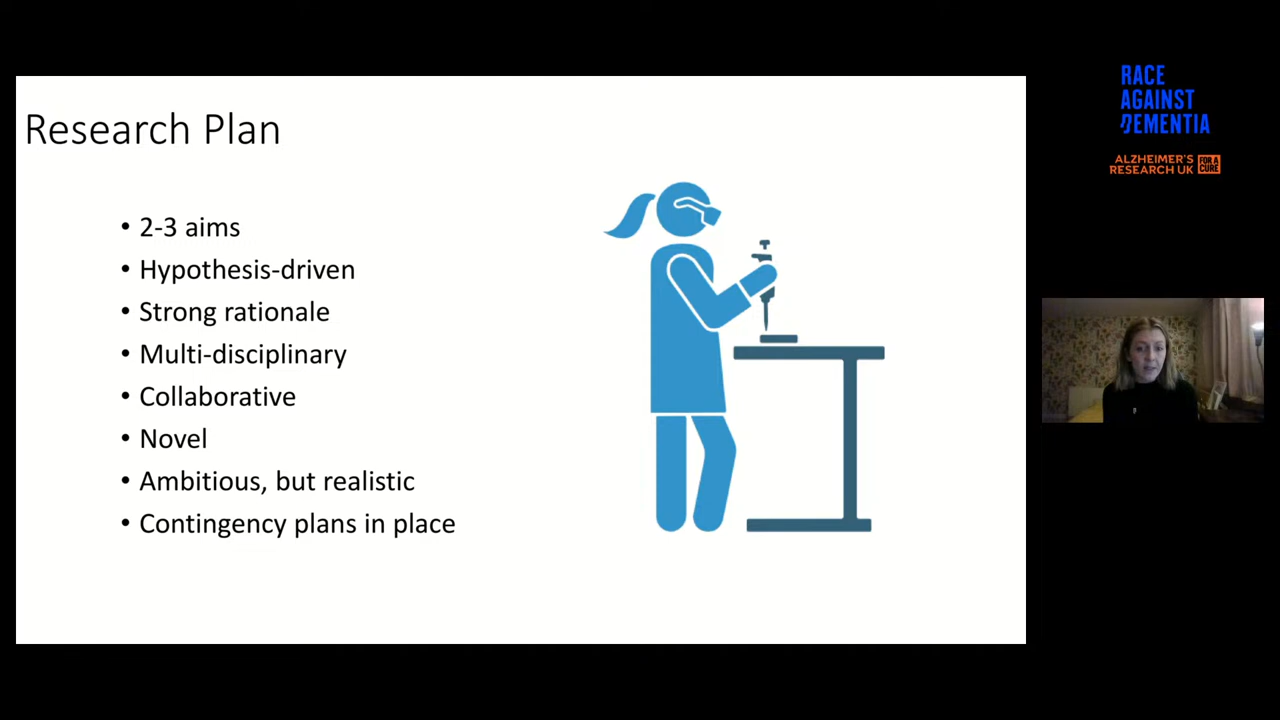 Research Plan
• 2-3 aims
• Hypothesis-driven
• Strong rationale
• Multi-disciplinary
• Collaborative
• Novel
• Ambitious, but realistic
• Contingency plans in place
RACE
AGAINST
DEMENTIA
ALZHEIMER'S
RESEARCH UK
FOR A
CURE